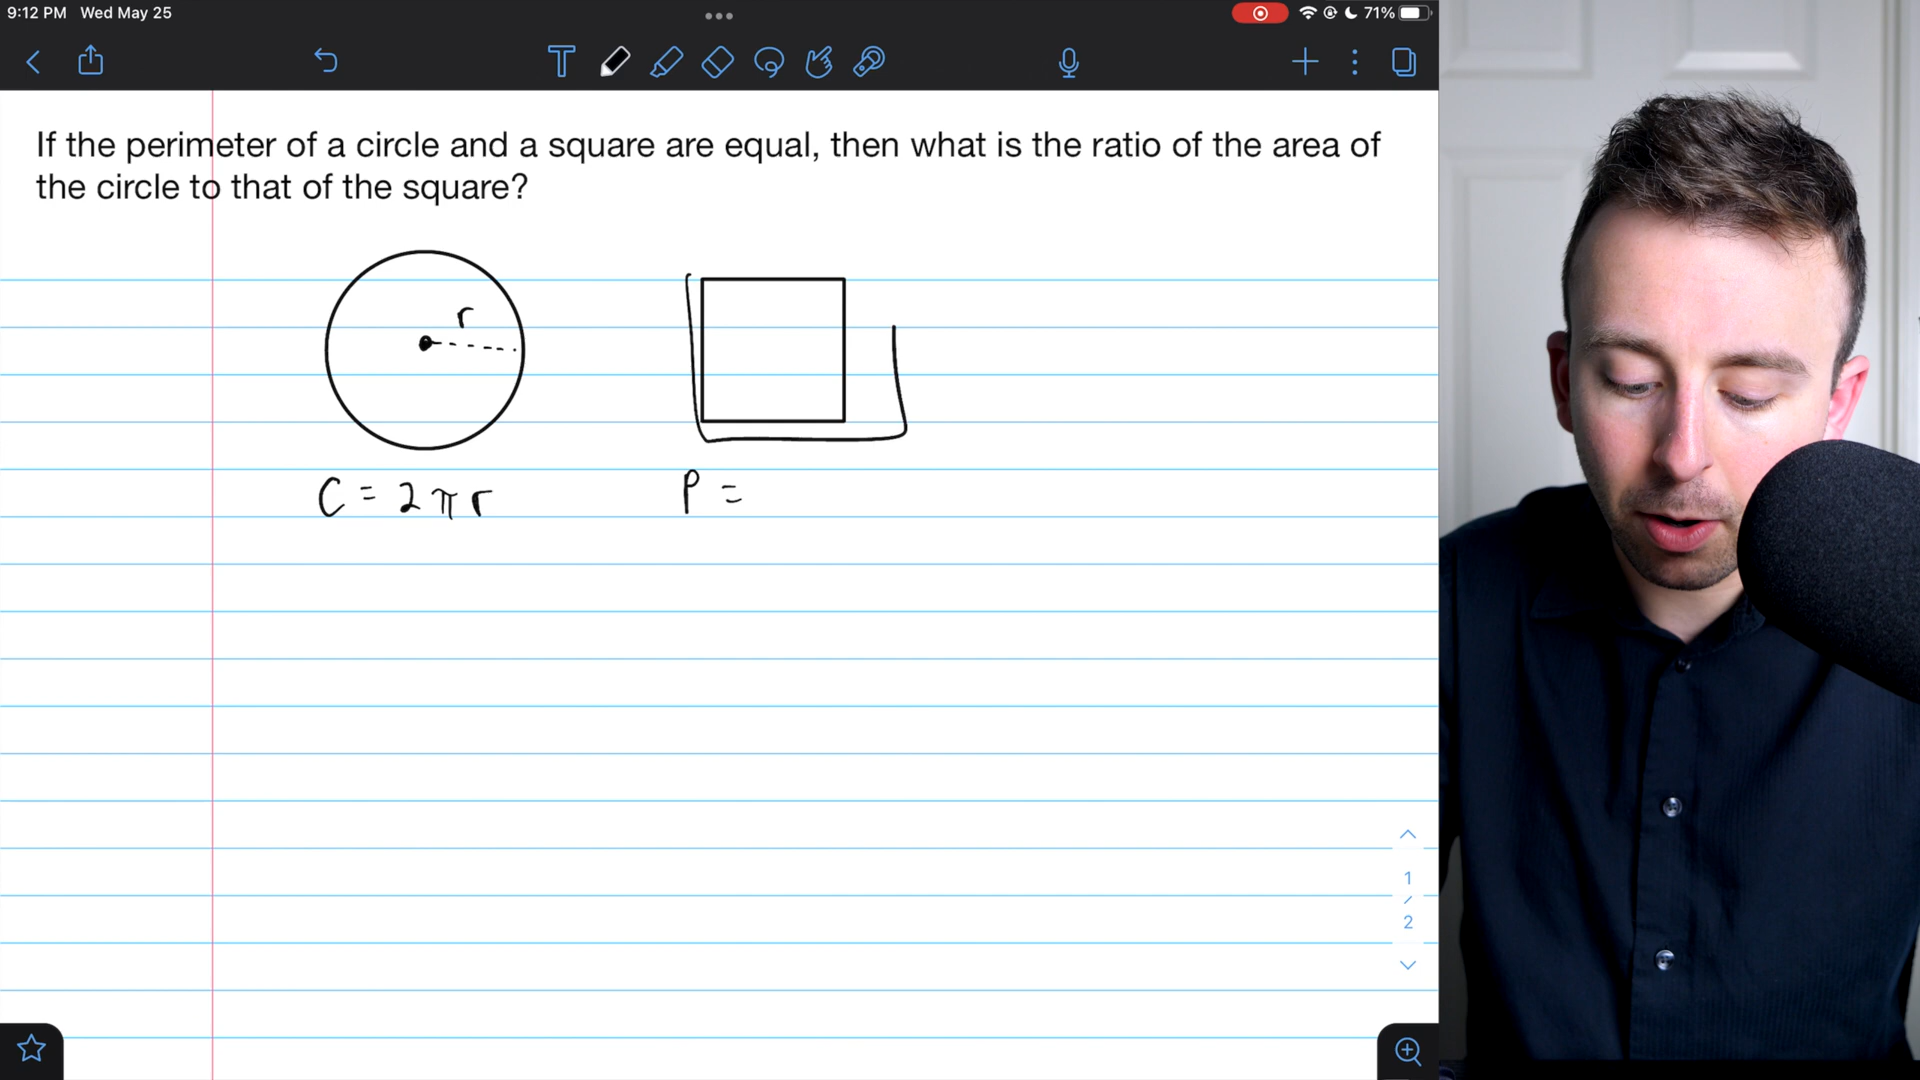 9:12 PM Wed May 25
71%
T
If the perimeter of a circle and a square are equal, then what is the ratio of the area of
the circle to that of the square?
r
C = 2πr
P =
1
/
2